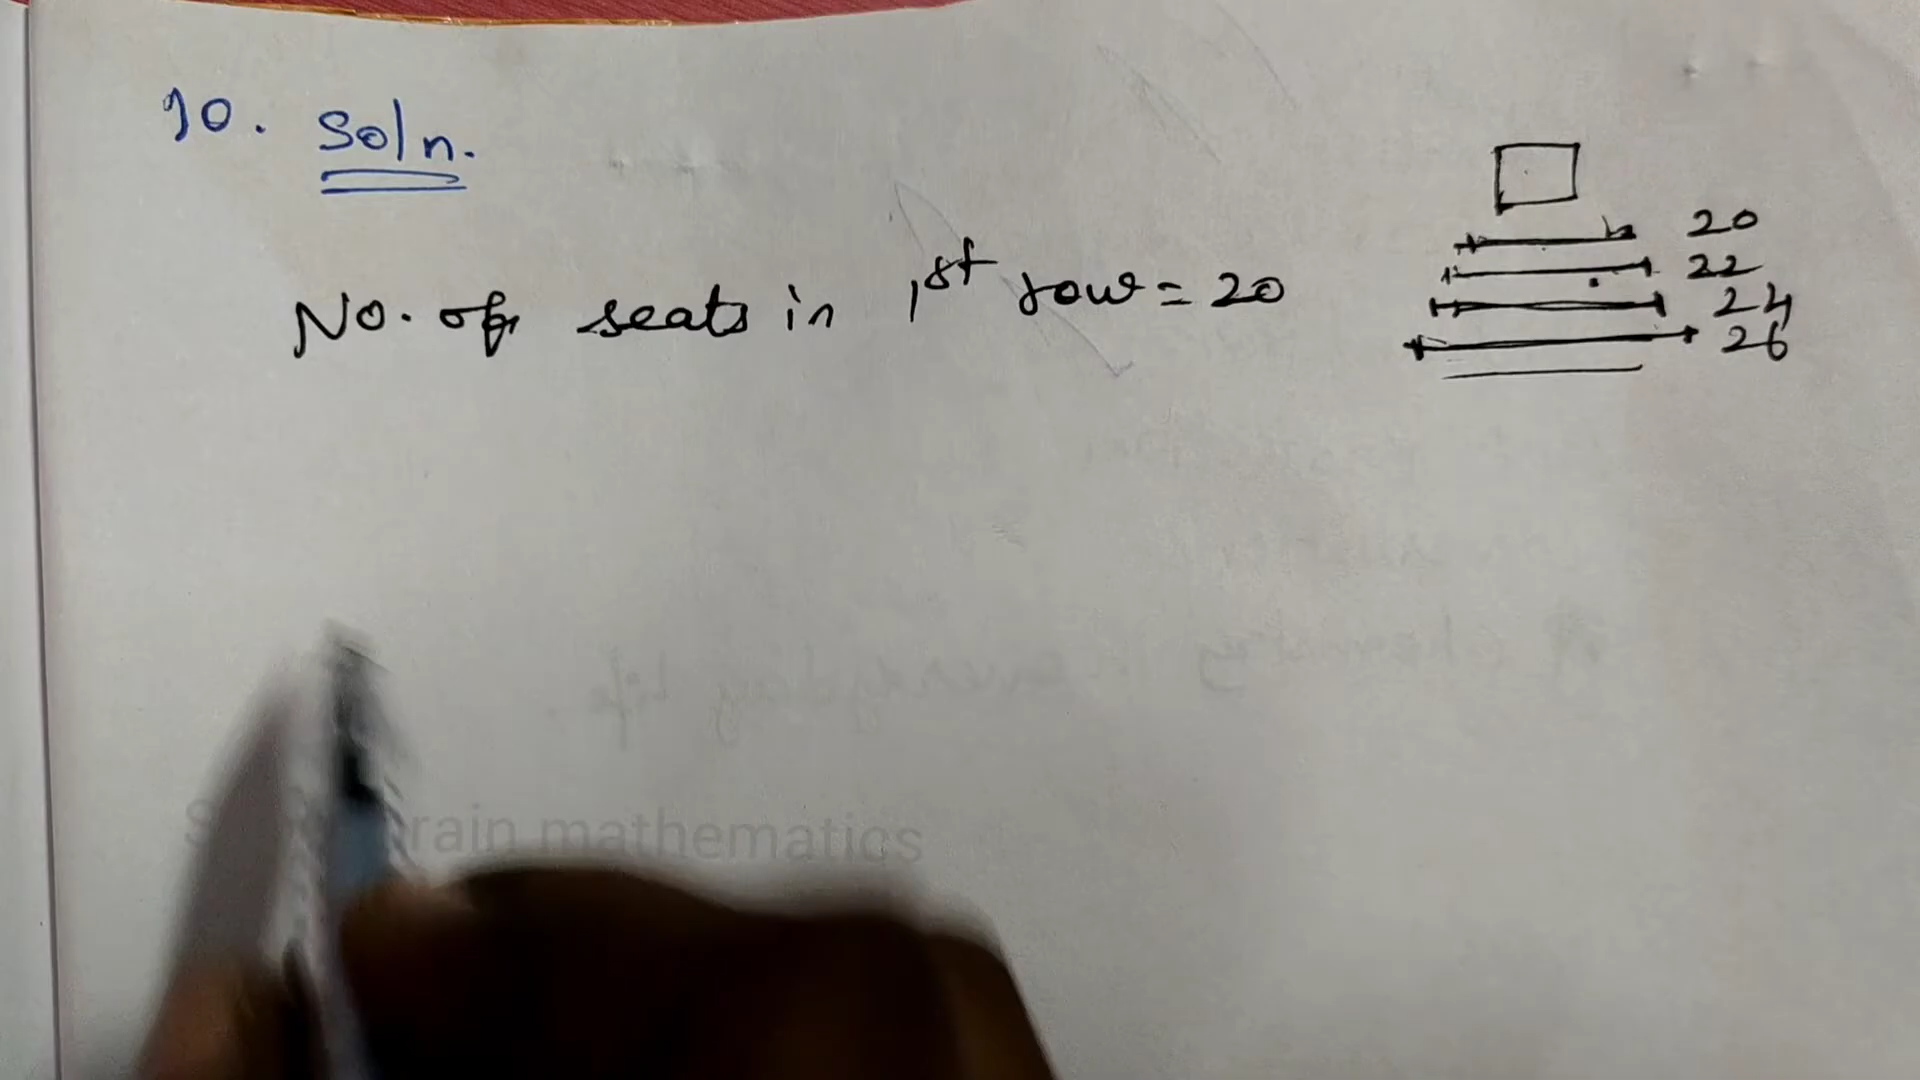 10. Soln.
No. of seats in 1st row = 20
20
22
24
26
rain mathematics